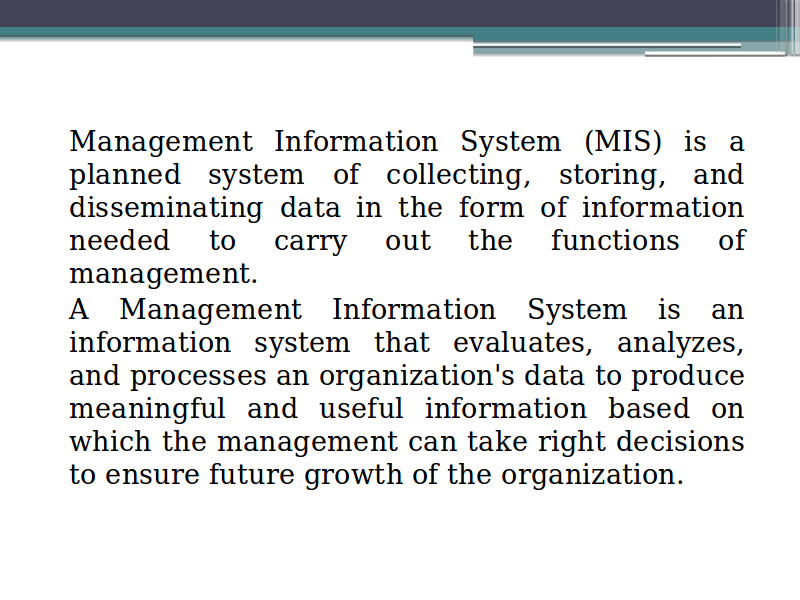 Management Information System (MIS) is a
planned system of collecting, storing, and
disseminating data in the form of information
needed to carry out the functions of
management.
A Management Information System is an
information system that evaluates, analyzes,
and processes an organization's data to produce
meaningful and useful information based on
which the management can take right decisions
to ensure future growth of the organization.